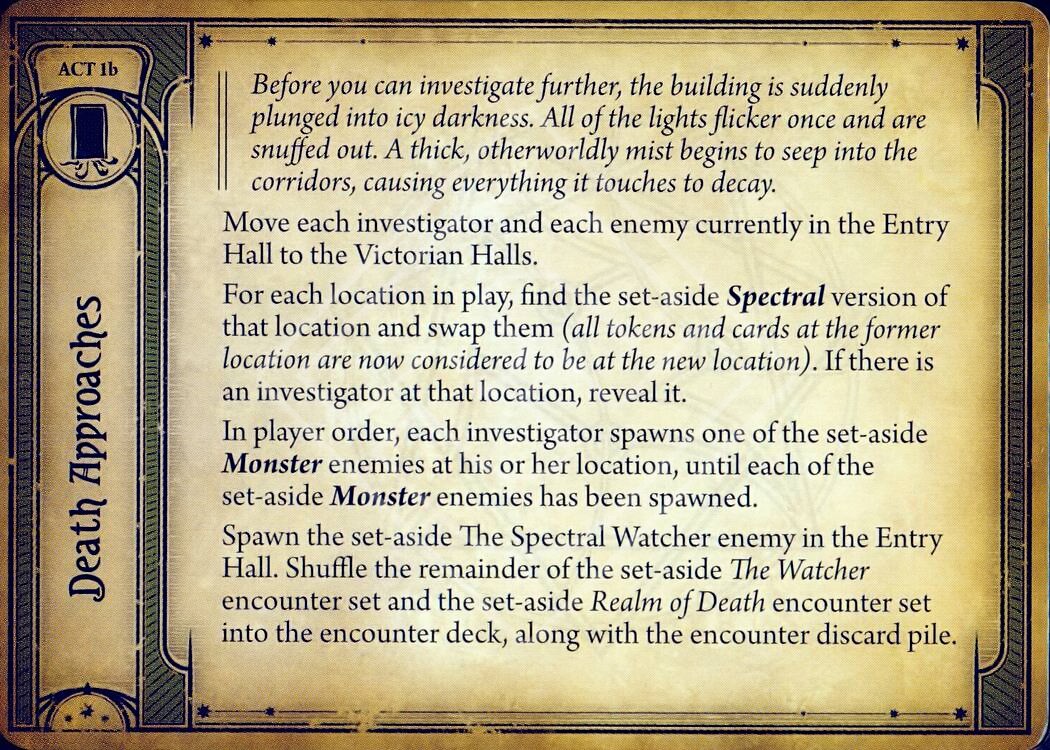 ACT 1b
Death Approaches
Before you can investigate further, the building is suddenly
plunged into icy darkness. All of the lights flicker once and are
snuffed out. A thick, otherworldly mist begins to seep into the
corridors, causing everything it touches to decay.
Move each investigator and each enemy currently in the Entry
Hall to the Victorian Halls.
For each location in play, find the set-aside Spectral version of
that location and swap them (all tokens and cards at the former
location are now considered to be at the new location). If there is
an investigator at that location, reveal it.
In player order, each investigator spawns one of the set-aside
Monster enemies at his or her location, until each of the
set-aside Monster enemies has been spawned.
Spawn the set-aside The Spectral Watcher enemy in the Entry
Hall. Shuffle the remainder of the set-aside The Watcher
encounter set and the set-aside Realm of Death encounter set
into the encounter deck, along with the encounter discard pile.